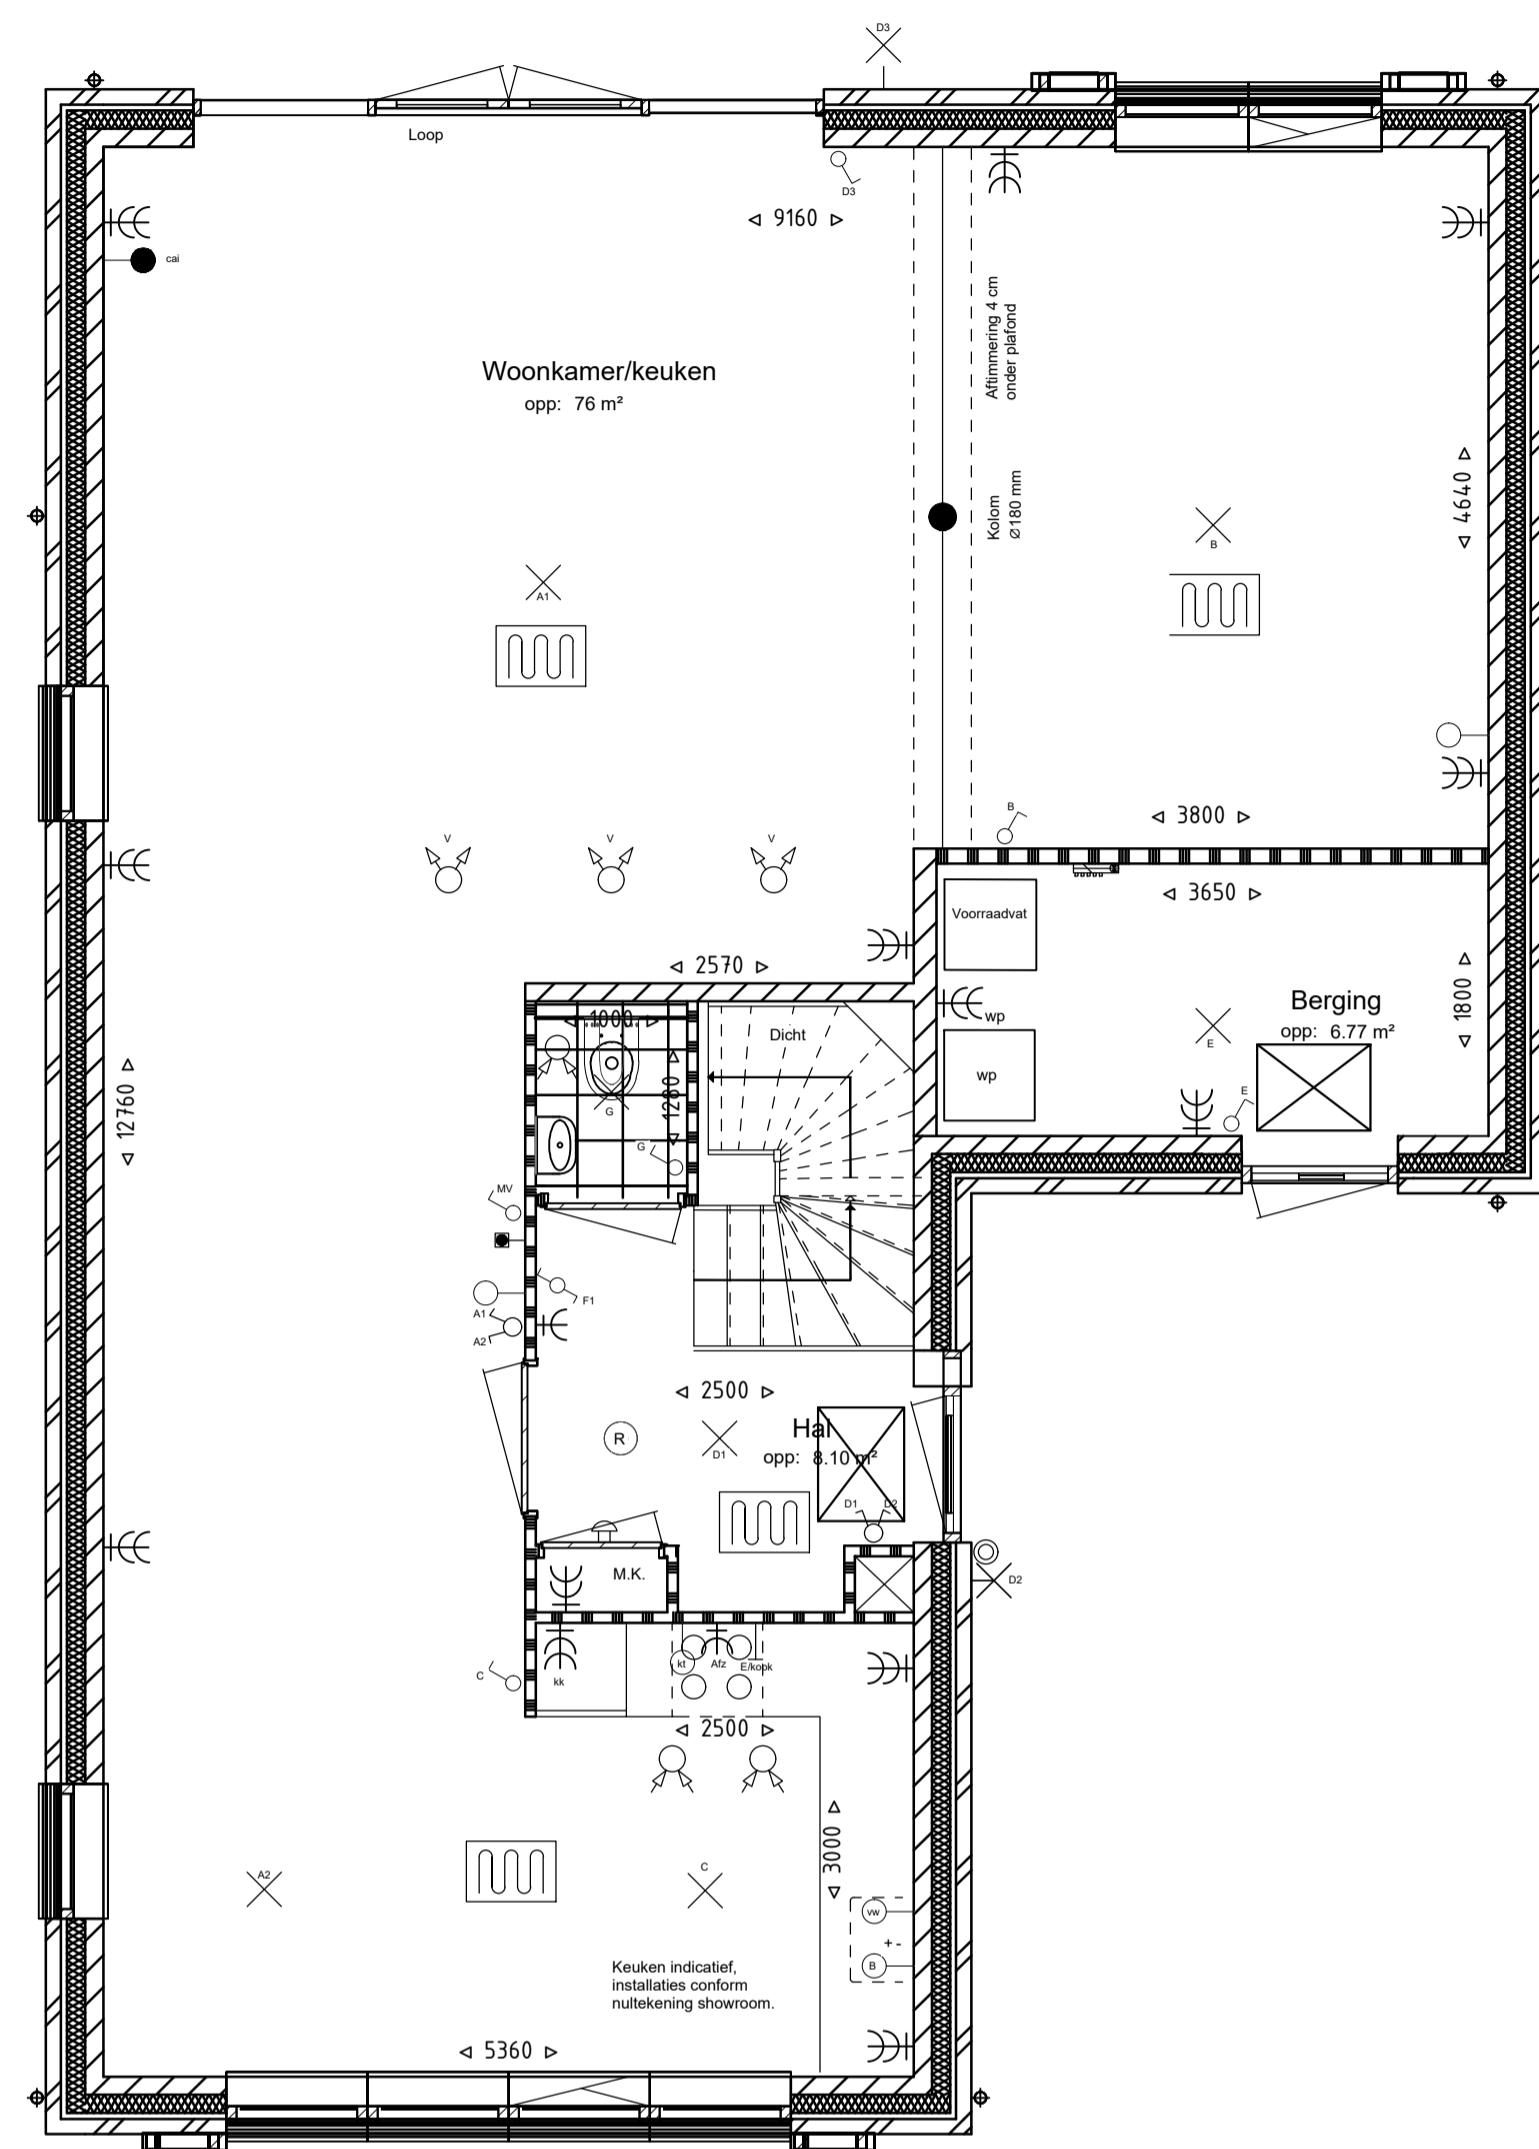 D3
Loop
D3
9160
cai
Aftimmering 4 cm
onder plafond
Woonkamer/keuken
opp: 76 m²
Kolom
Ø180 mm
4640
B
A1
B
3800
V
V
V
3650
Voorraadvat
2570
Berging
opp: 6.77 m²
1800
wp
1000
Dicht
E
wp
1280
G
E
12760
G
MV
F1
A1
A2
2500
Hal
opp: 8.10 m²
R
D1
D1
D2
M.K.
D2
C
kk
kt
Afz
E/kook
2500
3000
A2
C
vw
+ -
B
Keuken indicatief,
installaties conform
nultekening showroom.
5360